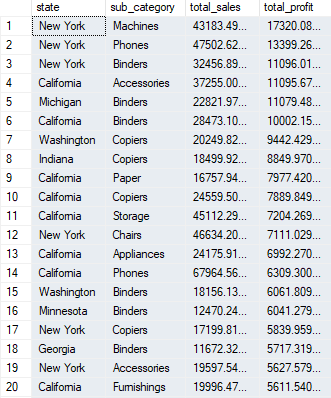 state sub_category total_sales total_profit
1 New York Machines 43183.49... 17320.08...
2 New York Phones 47502.62... 13399.26...
3 New York Binders 32456.89... 11096.01...
4 California Accessories 37255.00... 11095.67...
5 Michigan Binders 22821.97... 11079.48...
6 California Binders 28473.10... 10002.15...
7 Washington Copiers 20249.82... 9442.429...
8 Indiana Copiers 18499.92... 8849.970...
9 California Paper 16757.94... 7977.420...
10 California Copiers 24559.50... 7889.849...
11 California Storage 45112.29... 7204.269...
12 New York Chairs 46634.20... 7111.029...
13 California Appliances 24175.91... 6992.270...
14 California Phones 67964.56... 6309.300...
15 Washington Binders 18156.13... 6061.809...
16 Minnesota Binders 12470.24... 6041.279...
17 New York Copiers 17199.81... 5839.959...
18 Georgia Binders 11672.32... 5717.319...
19 New York Accessories 19597.54... 5627.579...
20 California Furnishings 19996.47... 5611.540...